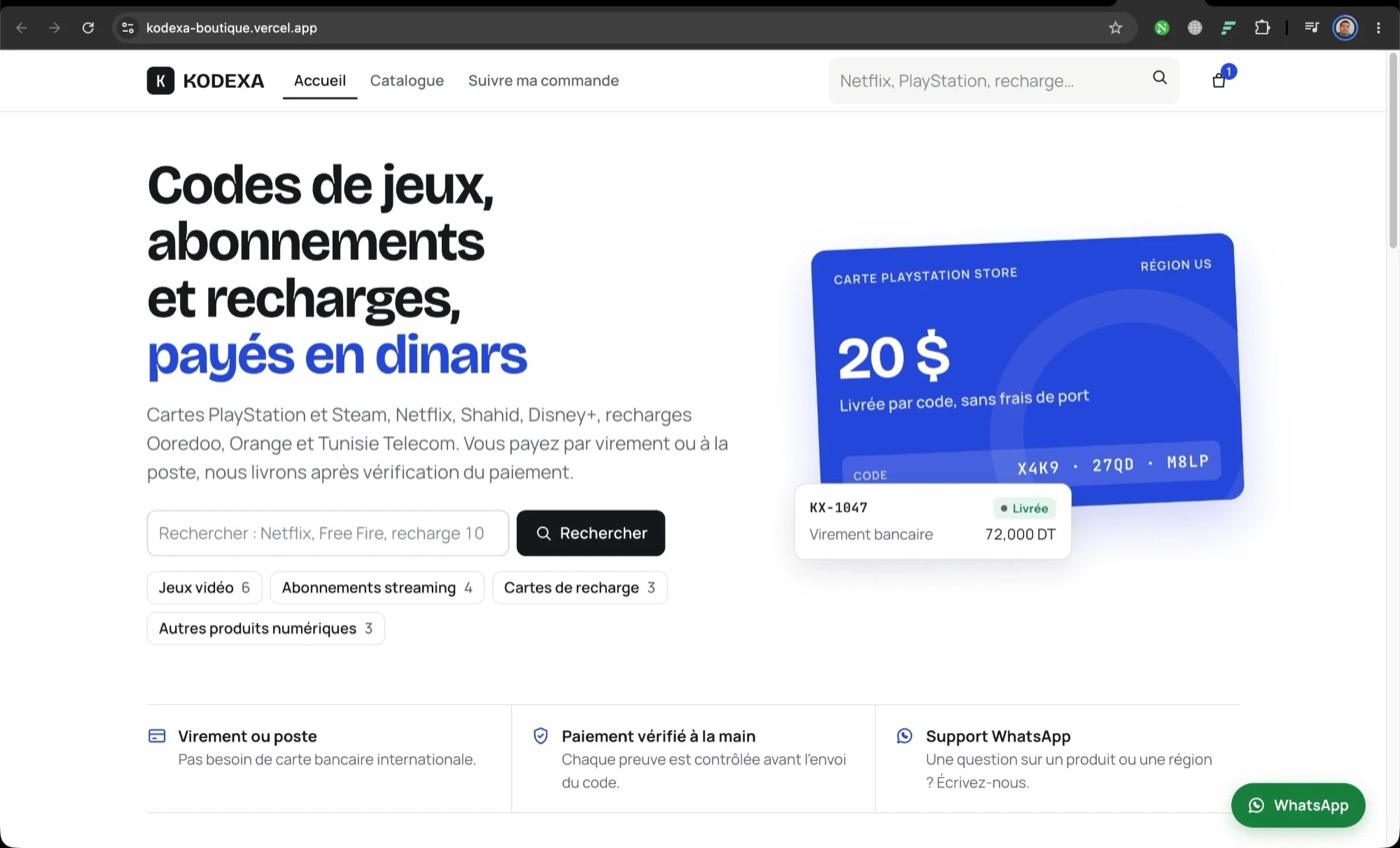 kodexa-boutique.vercel.app
K KODEXA
Accueil
Catalogue
Suivre ma commande
Netflix, PlayStation, recharge...
1
Codes de jeux,
abonnements
et recharges,
payés en dinars
Cartes PlayStation et Steam, Netflix, Shahid, Disney+, recharges
Ooredoo, Orange et Tunisie Telecom. Vous payez par virement ou à la
poste, nous livrons après vérification du paiement.
Rechercher : Netflix, Free Fire, recharge 10
Rechercher
Jeux vidéo 6
Abonnements streaming 4
Cartes de recharge 3
Autres produits numériques 3
CARTE PLAYSTATION STORE
RÉGION US
20 $
Livrée par code, sans frais de port
CODE
X4K9 · 27QD · M8LP
KX-1047
Livrée
Virement bancaire
72,000 DT
Virement ou poste
Pas besoin de carte bancaire internationale.
Paiement vérifié à la main
Chaque preuve est contrôlée avant l'envoi
du code.
Support WhatsApp
Une question sur un produit ou une région
? Écrivez-nous.
WhatsApp